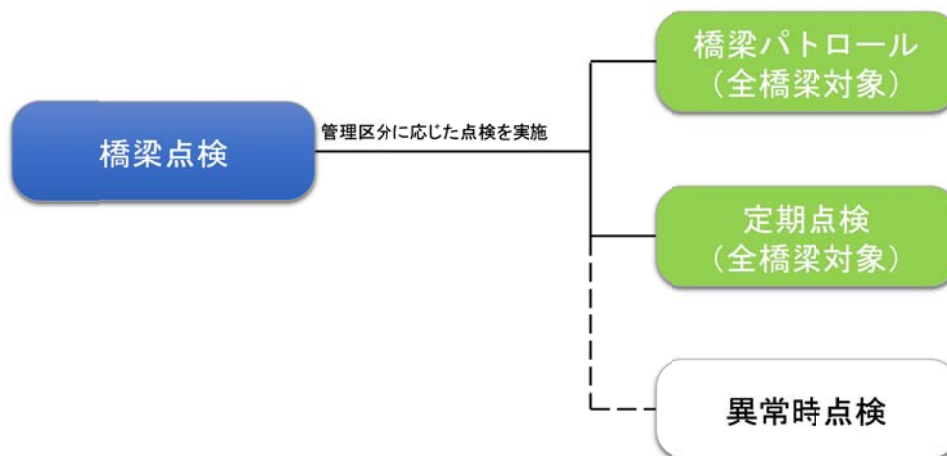 橋梁パトロール
（全橋梁対象）
橋梁点検
管理区分に応じた点検を実施
定期点検
（全橋梁対象）
異常時点検